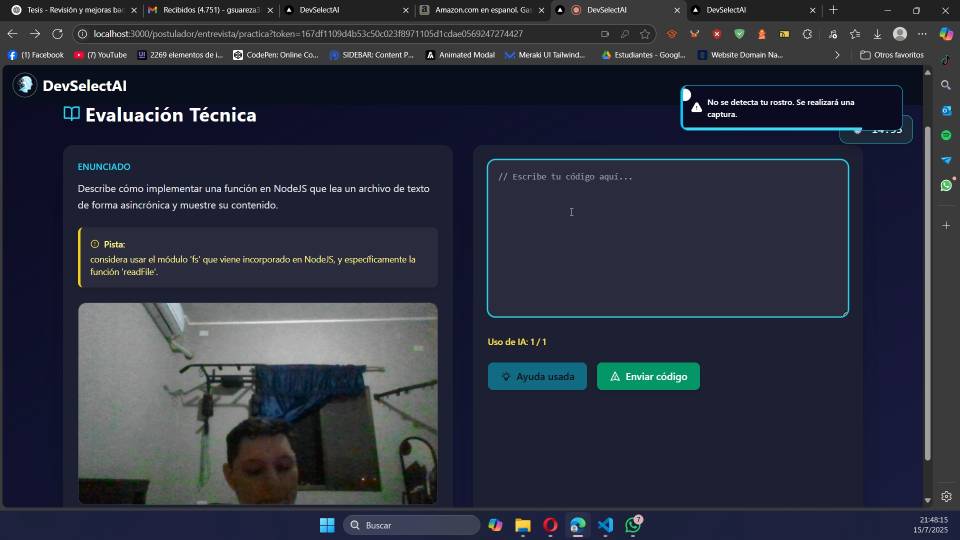 Tesis - Revisión y mejoras bac
Recibidos (4.751) - gsuareza3
DevSelectAI
Amazon.com en espanol. Gas
DevSelectAI
DevSelectAI
localhost:3000/postulador/entrevista/practica?token=167df1109d4b53c50c023f8971105d1cdae0569247274427
(1) Facebook
(7) YouTube
2269 elementos de i...
CodePen: Online Co...
SIDEBAR: Content P...
Animated Modal
Meraki UI Tailwind...
Estudiantes - Googl...
Website Domain Na...
Otros favoritos
DevSelectAI
No se detecta tu rostro. Se realizará una
captura.
Evaluación Técnica
ENUNCIADO
Describe cómo implementar una función en NodeJS que lea un archivo de texto
de forma asincrónica y muestre su contenido.
Pista:
considera usar el módulo 'fs' que viene incorporado en NodeJS, y específicamente la
función 'readFile'.
// Escribe tu código aquí...
Uso de IA: 1 / 1
Ayuda usada
Enviar código
Buscar
7
21:48:15
15/7/2025